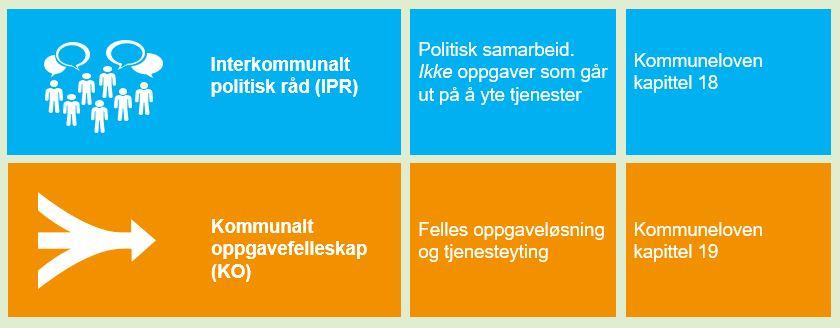 Interkommunalt
politisk råd (IPR)
Politisk samarbeid.
Ikke oppgaver som går
ut på å yte tjenester
Kommuneloven
kapittel 18
Kommunalt
oppgavefelleskap
(KO)
Felles oppgaveløsning
og tjenesteyting
Kommuneloven
kapittel 19